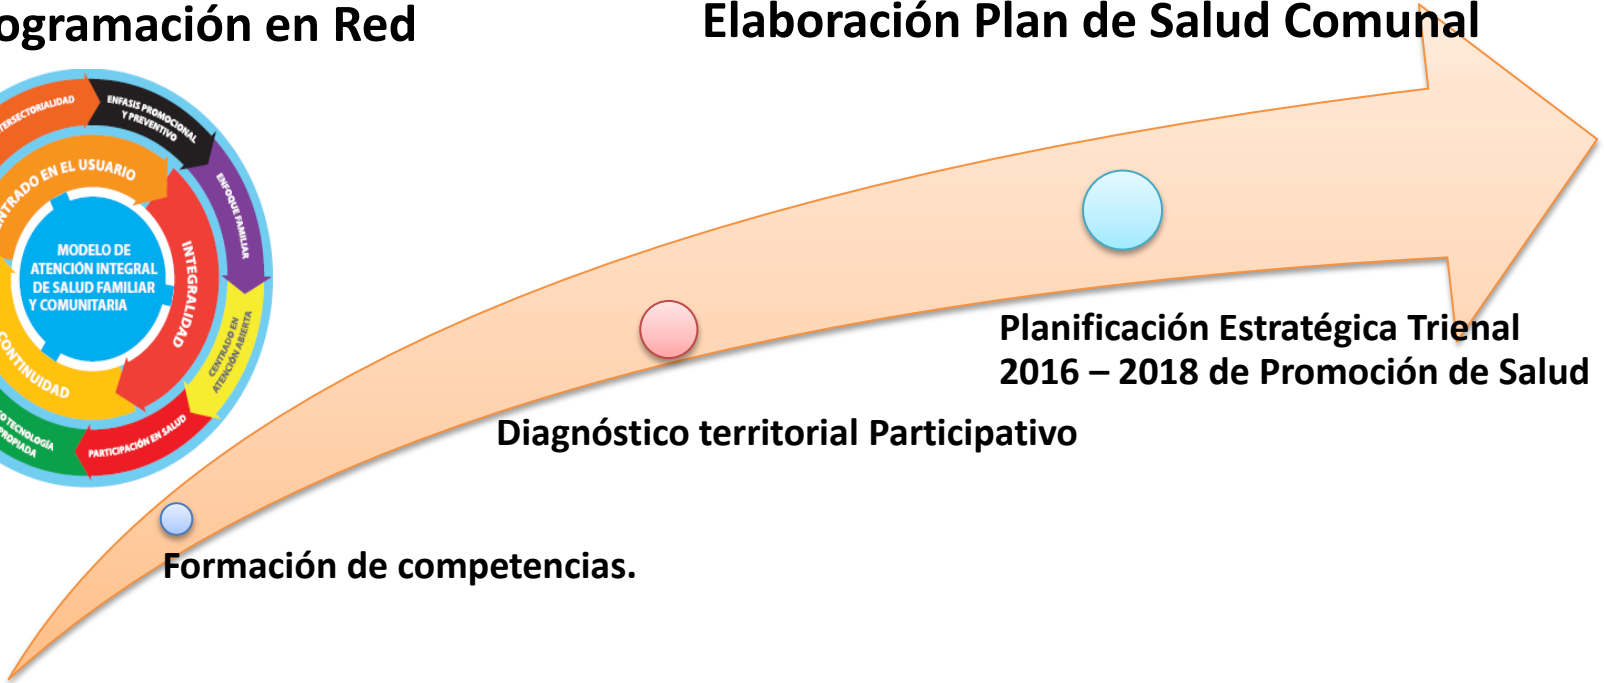 ogramación en Red
Elaboración Plan de Salud Comunal
TERSECTORIALIDAD
ENFASIS PROMOCIONAL
Y PREVENTIVO
ENFOQUE FAMILIAR
CENTRADO EN
ATENCIÓN ABIERTA
PARTICIPACIÓN EN SALUD
O TECNOLOGÍA
ROPIADA
NTRADO EN EL USUARIO
INTEGRALIDAD
CONTINUIDAD
MODELO DE
ATENCIÓN INTEGRAL
DE SALUD FAMILIAR
Y COMUNITARIA
Planificación Estratégica Trienal
2016 – 2018 de Promoción de Salud
Diagnóstico territorial Participativo
Formación de competencias.